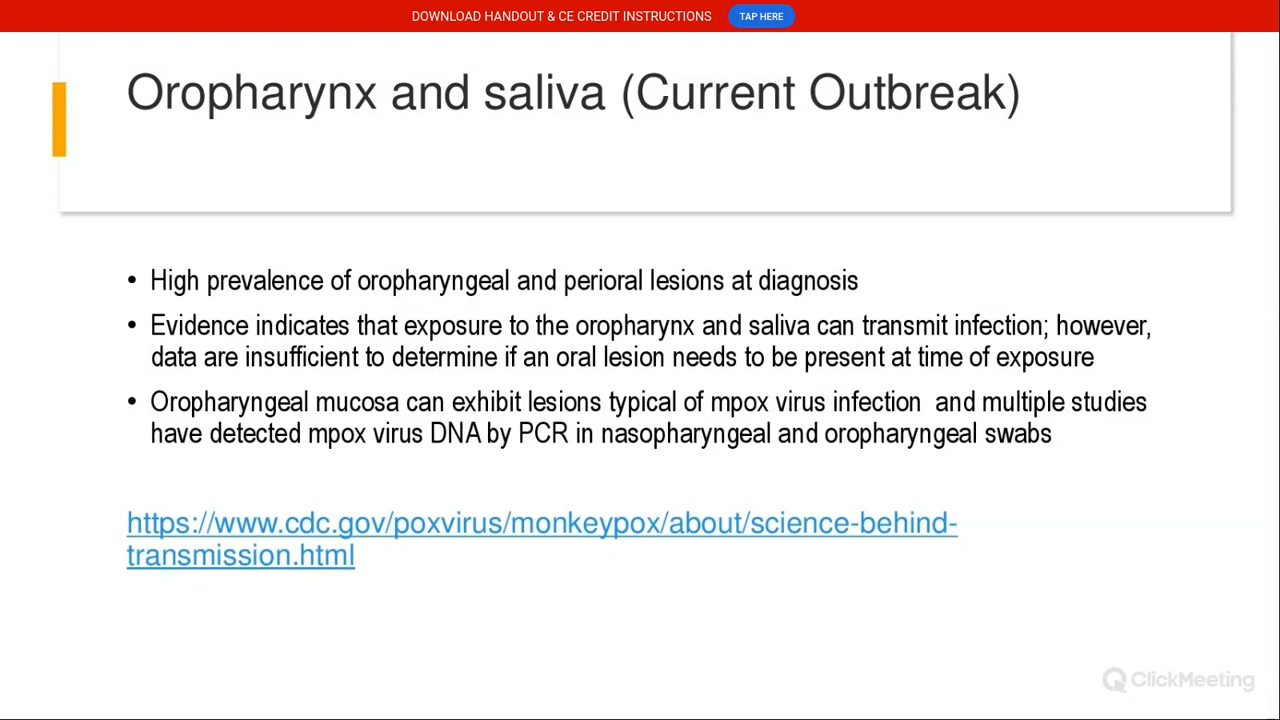 DOWNLOAD HANDOUT & CE CREDIT INSTRUCTIONS TAP HERE
Oropharynx and saliva (Current Outbreak)
• High prevalence of oropharyngeal and perioral lesions at diagnosis
• Evidence indicates that exposure to the oropharynx and saliva can transmit infection; however,
data are insufficient to determine if an oral lesion needs to be present at time of exposure
• Oropharyngeal mucosa can exhibit lesions typical of mpox virus infection  and multiple studies
have detected mpox virus DNA by PCR in nasopharyngeal and oropharyngeal swabs
https://www.cdc.gov/poxvirus/monkeypox/about/science-behind-
transmission.html
ClickMeeting